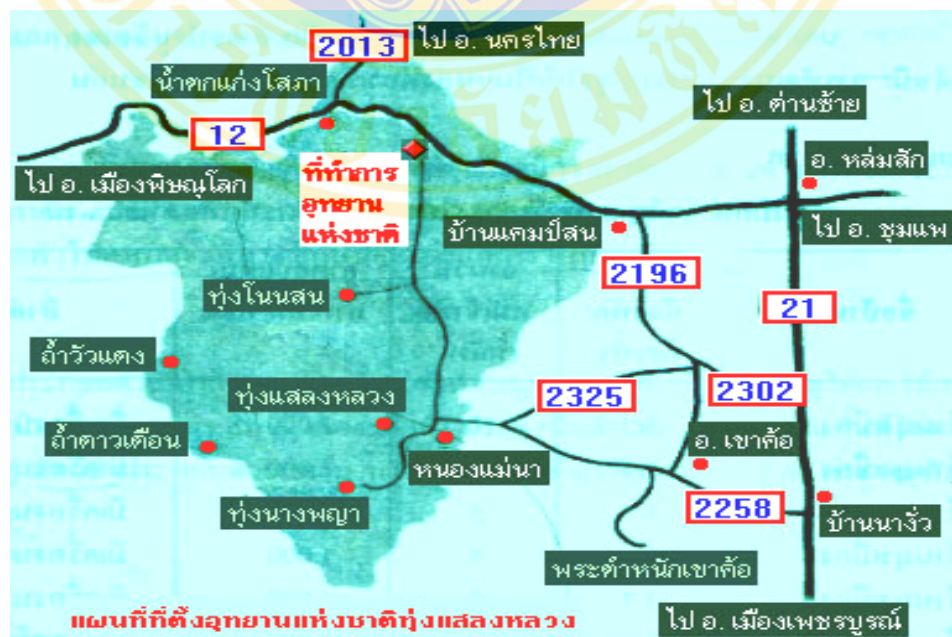 2013
ไป อ. นครไทย
น้ำตกแก่งโสภา
ไป อ. ด่านซ้าย
12
อ. หล่มสัก
ไป อ. เมืองพิษณุโลก
ที่ทำการ
อุทยาน
แห่งชาติ
บ้านแคมป์สน
ไป อ. ชุมแพ
2196
ทุ่งโนนสน
21
ถ้ำวัวแดง
ทุ่งแสลงหลวง
2325
2302
ถ้ำดาวเดือน
หนองแม่นา
อ. เขาค้อ
ทุ่งนางพญา
2258
บ้านนางั่ว
พระตำหนักเขาค้อ
แผนที่ที่ตั้งอุทยานแห่งชาติทุ่งแสลงหลวง
ไป อ. เมืองเพชรบูรณ์